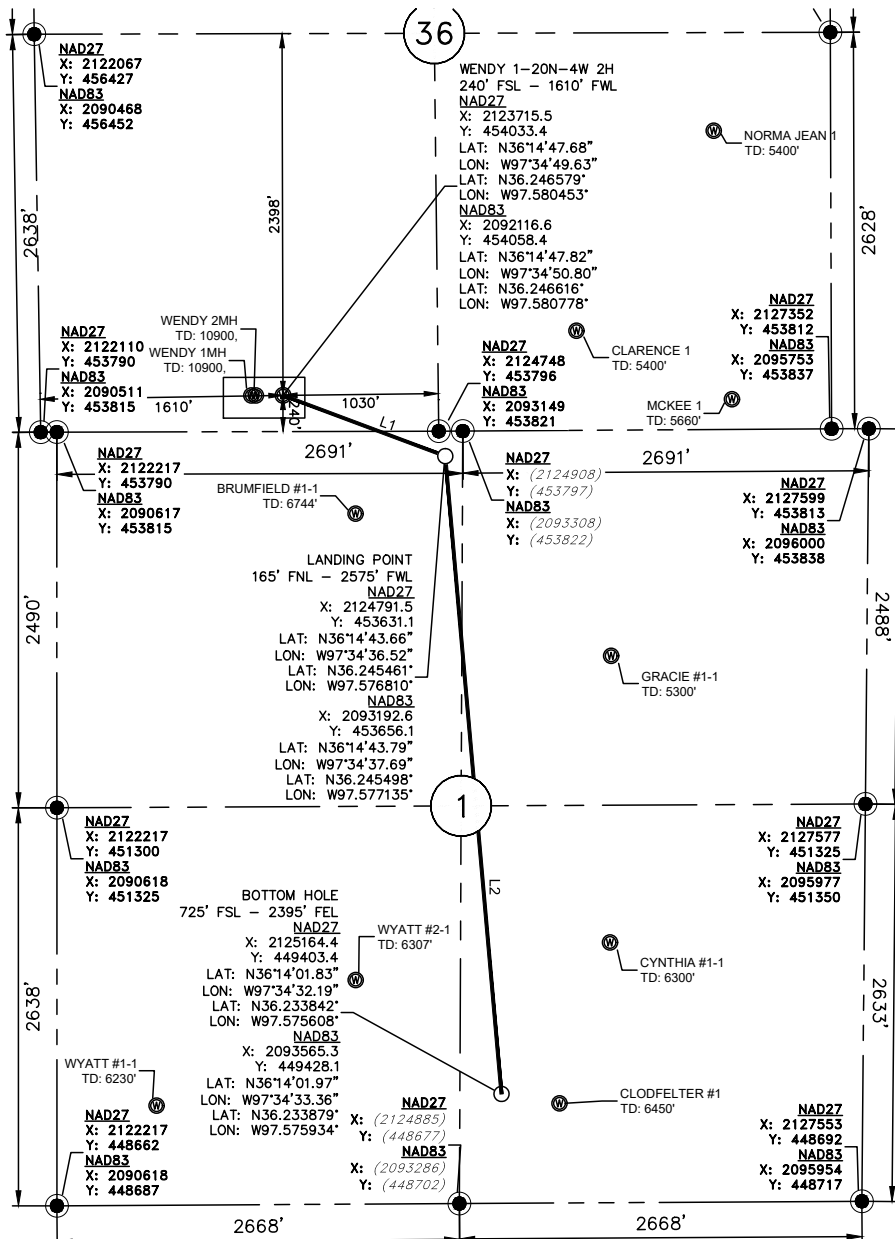 36
NAD27
X: 2122067
Y: 456427
NAD83
X: 2090468
Y: 456452
WENDY 1-20N-4W 2H
240' FSL - 1610' FWL
NAD27
X: 2123715.5
Y: 454033.4
LAT: N36°14'47.68"
LON: W97°34'49.63"
LAT: N36.246579°
LON: W97.580453°
NAD83
X: 2092116.6
Y: 454058.4
LAT: N36°14'47.82"
LON: W97°34'50.80"
LAT: N36.246616°
LON: W97.580778°
NORMA JEAN 1
TD: 5400'
2638'
2398'
2628'
WENDY 2MH
TD: 10900,
WENDY 1MH
TD: 10900,
NAD27
X: 2122110
Y: 453790
NAD83
X: 2090511
Y: 453815
1610'
240'
1030'
L1
NAD27
X: 2124748
Y: 453796
NAD83
X: 2093149
Y: 453821
CLARENCE 1
TD: 5400'
NAD27
X: 2127352
Y: 453812
NAD83
X: 2095753
Y: 453837
MCKEE 1
TD: 5660'
2691'
2691'
NAD27
X: 2122217
Y: 453790
NAD83
X: 2090617
Y: 453815
BRUMFIELD #1-1
TD: 6744'
NAD27
X: (2124908)
Y: (453797)
NAD83
X: (2093308)
Y: (453822)
NAD27
X: 2127599
Y: 453813
NAD83
X: 2096000
Y: 453838
LANDING POINT
165' FNL - 2575' FWL
NAD27
X: 2124791.5
Y: 453631.1
LAT: N36°14'43.66"
LON: W97°34'36.52"
LAT: N36.245461°
LON: W97.576810°
NAD83
X: 2093192.6
Y: 453656.1
LAT: N36°14'43.79"
LON: W97°34'37.69"
LAT: N36.245498°
LON: W97.577135°
2490'
2488'
GRACIE #1-1
TD: 5300'
1
NAD27
X: 2122217
Y: 451300
NAD83
X: 2090618
Y: 451325
NAD27
X: 2127577
Y: 451325
NAD83
X: 2095977
Y: 451350
L2
BOTTOM HOLE
725' FSL - 2395' FEL
NAD27
X: 2125164.4
Y: 449403.4
LAT: N36°14'01.83"
LON: W97°34'32.19"
LAT: N36.233842°
LON: W97.575608°
NAD83
X: 2093565.3
Y: 449428.1
LAT: N36°14'01.97"
LON: W97°34'33.36"
LAT: N36.233879°
LON: W97.575934°
WYATT #2-1
TD: 6307'
CYNTHIA #1-1
TD: 6300'
2638'
2633'
WYATT #1-1
TD: 6230'
CLODFELTER #1
TD: 6450'
NAD27
X: 2122217
Y: 448662
NAD83
X: 2090618
Y: 448687
NAD27
X: (2124885)
Y: (448677)
NAD83
X: (2093286)
Y: (448702)
NAD27
X: 2127553
Y: 448692
NAD83
X: 2095954
Y: 448717
2668'
2668'